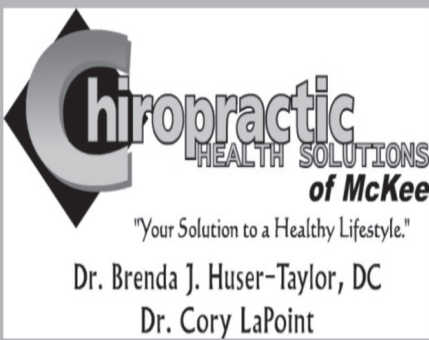 Chiropractic
HEALTH SOLUTIONS
of McKee
"Your Solution to a Healthy Lifestyle."
Dr. Brenda J. Huser-Taylor, DC
Dr. Cory LaPoint